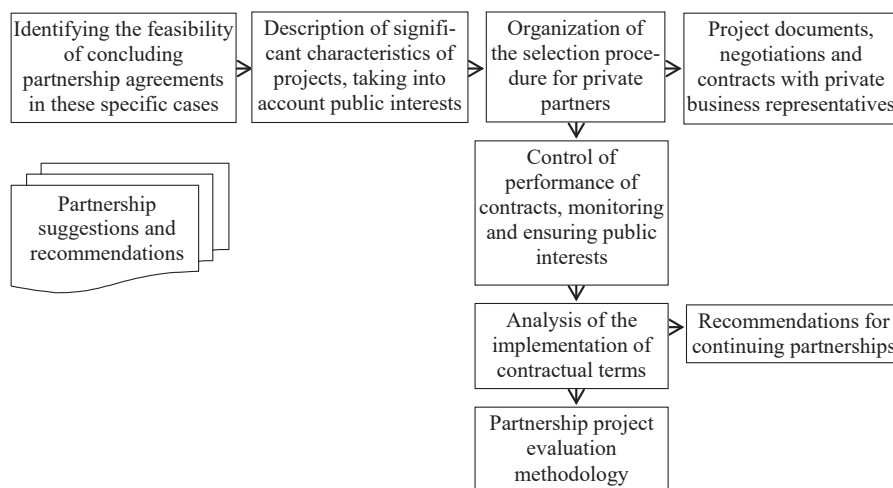 Identifying the feasibility
of concluding
partnership agreements
in these specific cases
Description of signifi-
cant characteristics of
projects, taking into
account public interests
Organization of
the selection proce-
dure for private
partners
Project documents,
negotiations and
contracts with private
business representatives
Partnership
suggestions and
recommendations
Control of
performance of
contracts, monitoring
and ensuring public
interests
Analysis of the
implementation of
contractual terms
Recommendations for
continuing partnerships
Partnership project
evaluation
methodology